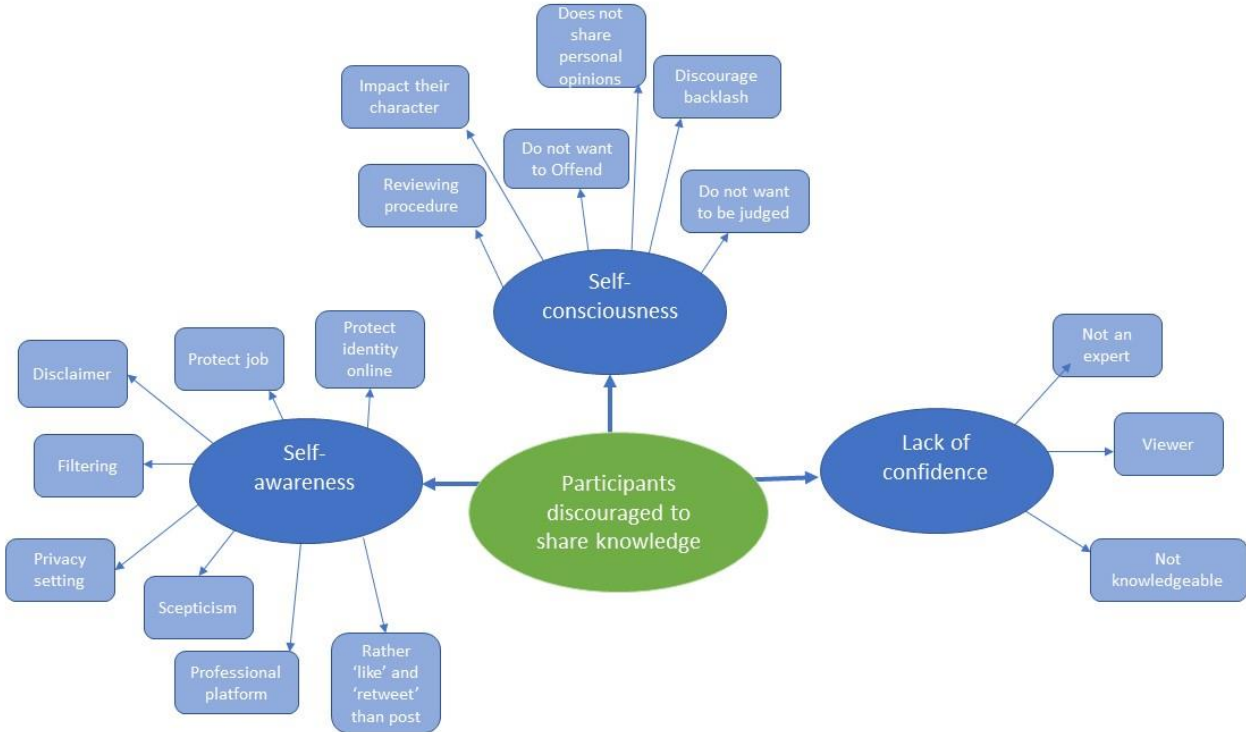 Does not
share
personal
opinions
Impact their
character
Discourage
backlash
Do not want
to Offend
Reviewing
procedure
Do not want
to be judged
Self-
consciousness
Protect
identity
online
Protect job
Disclaimer
Not an
expert
Filtering
Self-
awareness
Lack of
confidence
Viewer
Participants
discouraged to
share knowledge
Privacy
setting
Scepticism
Not
knowledgeable
Professional
platform
Rather
‘like’ and
‘retweet’
than post